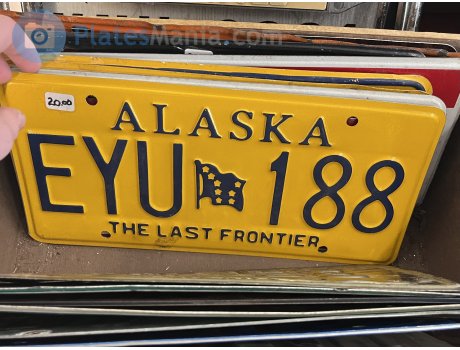 PlatesMania.com
20.00
ALASKA
EYU 188
THE LAST FRONTIER